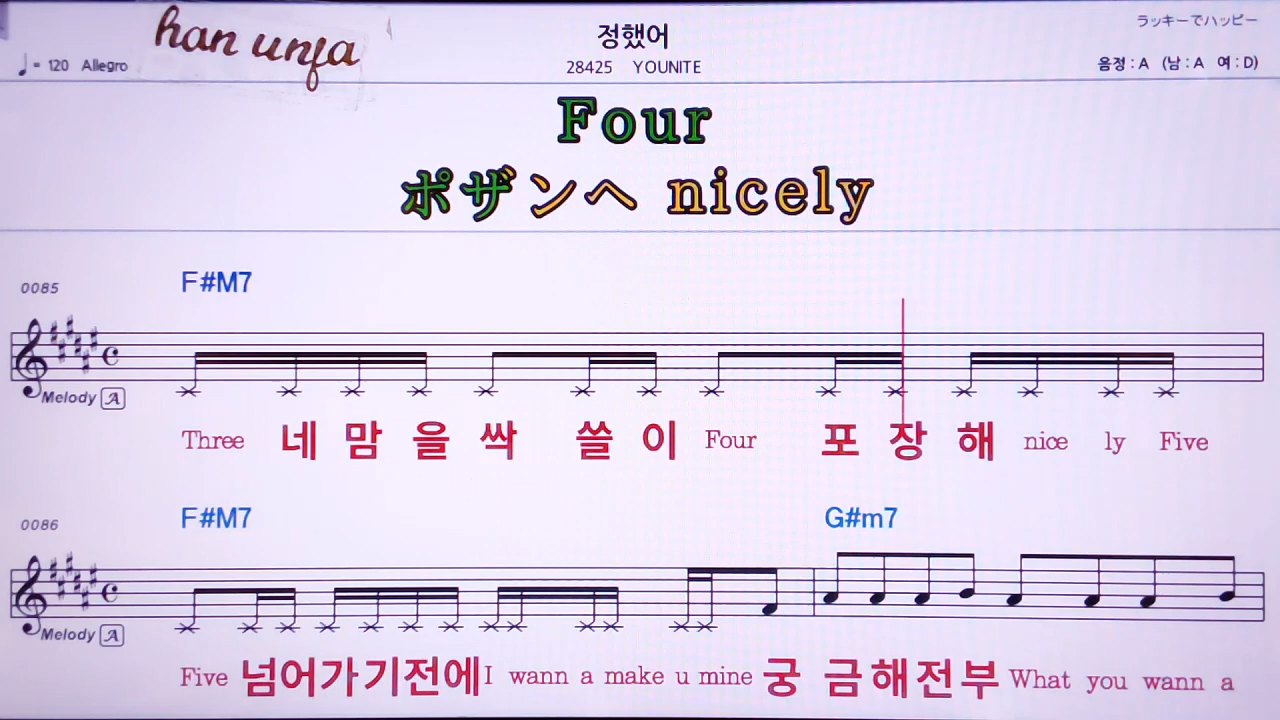 han unja
정했어
ラッキーでハッピー
♩= 120 Allegro
28425 YOUNITE
음정 : A (남 : A 여 : D)
Four
ポザンヘ nicely
0085
F#M7
Melody A
Three 네 맘 을 싹 쓸 이 Four 포 장 해 nice ly Five
0086
F#M7 G#m7
Melody A
Five 넘어가기전에 I wann a make u mine 궁 금해전부 What you wann a